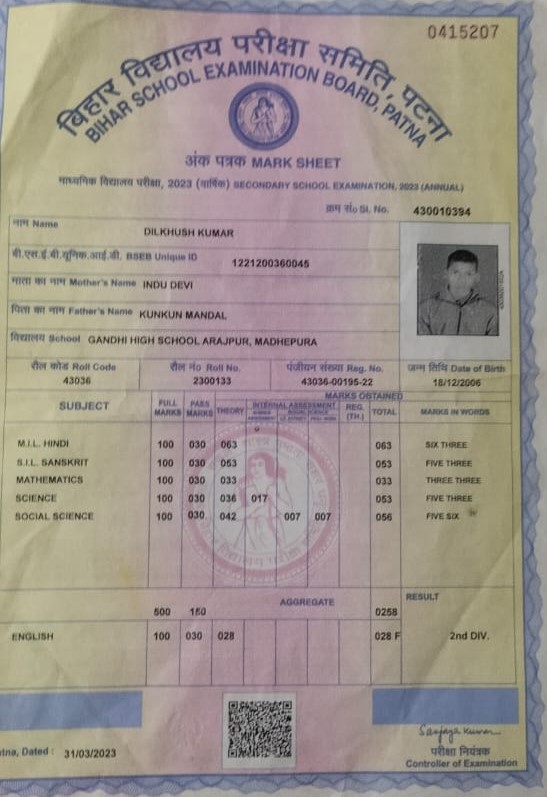 0415207
बिहार विद्यालय परीक्षा समिति, पटना
BIHAR SCHOOL EXAMINATION BOARD, PATNA
अंक पत्रक MARK SHEET
माध्यमिक विद्यालय परीक्षा, 2023 (वार्षिक) SECONDARY SCHOOL EXAMINATION, 2023 (ANNUAL)
क्रम सं० Sl. No. 430010394
नाम Name DILKHUSH KUMAR
बी.एस.ई.बी.यूनिक.आई.डी. BSEB Unique ID 1221200360045
माता का नाम Mother's Name INDU DEVI
पिता का नाम Father's Name KUNKUN MANDAL
विद्यालय School GANDHI HIGH SCHOOL ARAJPUR, MADHEPURA
रौल कोड Roll Code रौल नं० Roll No. पंजीयन संख्या Reg. No. जन्म तिथि Date of Birth
43036 2300133 43036-00195-22 18/12/2006
MARKS OBTAINED
SUBJECT FULL MARKS PASS MARKS THEORY INTERNAL ASSESSMENT REG. (TH.) TOTAL MARKS IN WORDS
M.I.L. HINDI 100 030 063 063 SIX THREE
S.I.L. SANSKRIT 100 030 053 053 FIVE THREE
MATHEMATICS 100 030 033 033 THREE THREE
SCIENCE 100 030 036 017 053 FIVE THREE
SOCIAL SCIENCE 100 030 042 007 007 056 FIVE SIX
500 150 AGGREGATE 0258 RESULT
ENGLISH 100 030 028 028 F 2nd DIV.
Sanjaya Kumar
tna, Dated : 31/03/2023
परीक्षा नियंत्रक
Controller of Examination